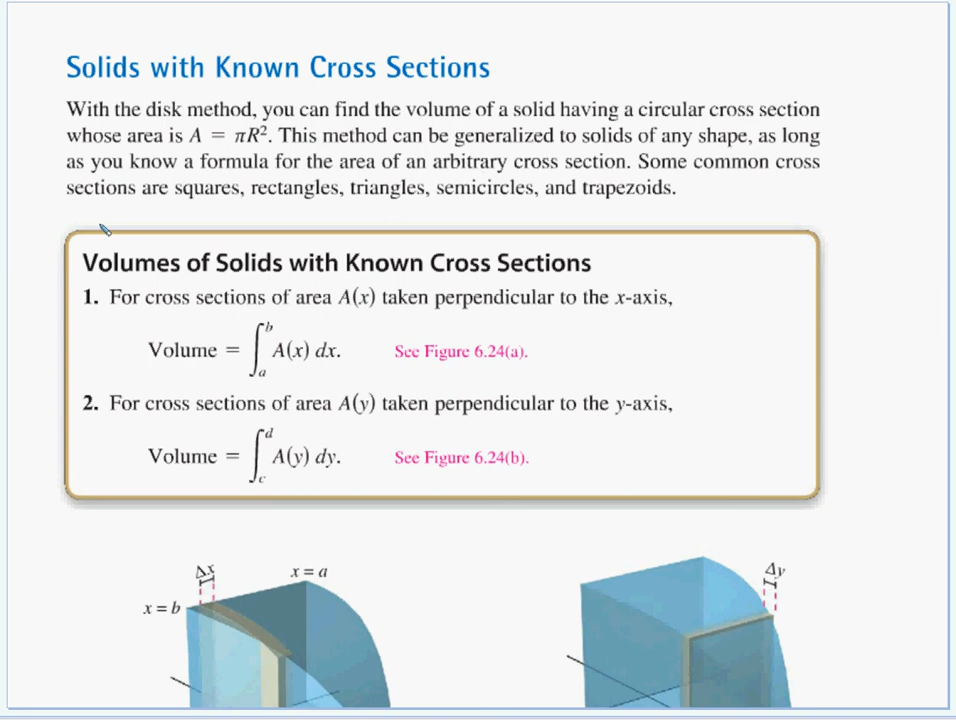 Solids with Known Cross Sections
With the disk method, you can find the volume of a solid having a circular cross section
whose area is A = πR². This method can be generalized to solids of any shape, as long
as you know a formula for the area of an arbitrary cross section. Some common cross
sections are squares, rectangles, triangles, semicircles, and trapezoids.
Volumes of Solids with Known Cross Sections
1. For cross sections of area A(x) taken perpendicular to the x-axis,
Volume = ∫ₐᵇ A(x) dx. See Figure 6.24(a).
2. For cross sections of area A(y) taken perpendicular to the y-axis,
Volume = ∫_c^d A(y) dy. See Figure 6.24(b).
Δx
x = a
Δy
x = b